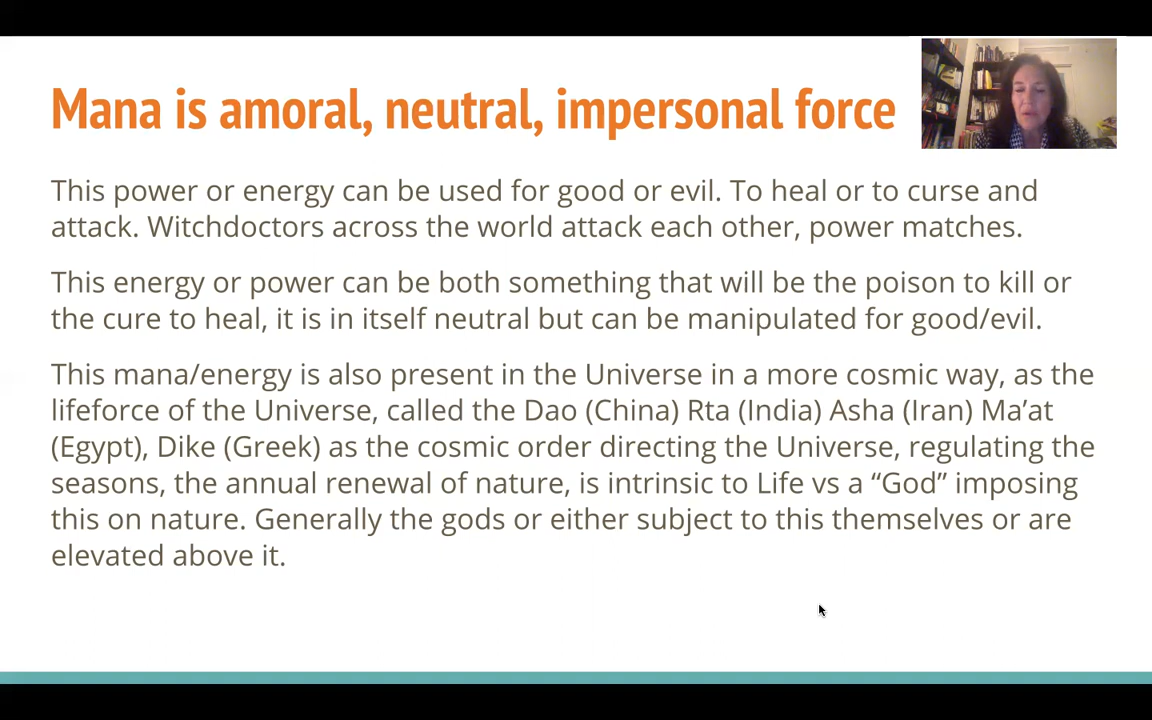 Mana is amoral, neutral, impersonal force
This power or energy can be used for good or evil. To heal or to curse and
attack. Witchdoctors across the world attack each other, power matches.
This energy or power can be both something that will be the poison to kill or
the cure to heal, it is in itself neutral but can be manipulated for good/evil.
This mana/energy is also present in the Universe in a more cosmic way, as the
lifeforce of the Universe, called the Dao (China) Rta (India) Asha (Iran) Ma’at
(Egypt), Dike (Greek) as the cosmic order directing the Universe, regulating the
seasons, the annual renewal of nature, is intrinsic to Life vs a “God” imposing
this on nature. Generally the gods or either subject to this themselves or are
elevated above it.